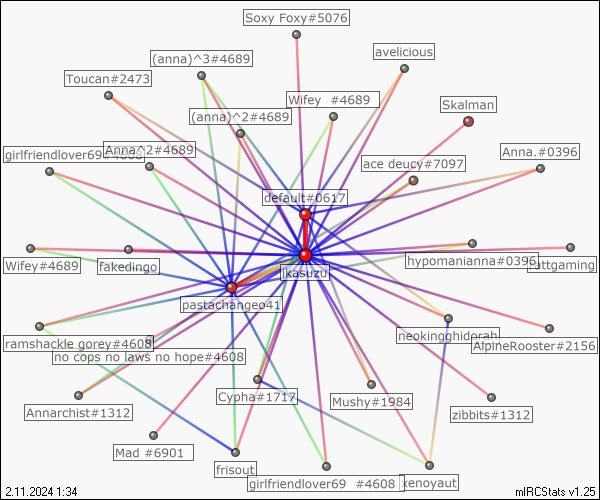 Soxy Foxy#5076
(anna)^3#4689
avelicious
Toucan#2473
Wifey #4689
Skalman
(anna)^2#4689
girlfriendlover69#4608
Anna^2#4689
ace deucy#7097
Anna.#0396
default#0617
Wifey#4689
fakedingo
jkasuzu
hypomanianna#0396
rattgaming
pastachangeo41
ramshackle gorey#4608
neokingghidorah
AlpineRooster#2156
no cops no laws no hope#4608
Annarchist#1312
Cypha#1717
Mushy#1984
zibbits#1312
Mad #6901
frisout
girlfriendlover69 #4608
xenoyaut
2.11.2024 1:34
mIRCStats v1.25